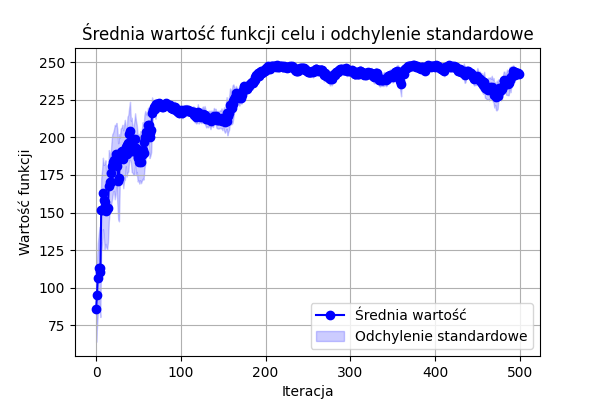 Średnia wartość funkcji celu i odchylenie standardowe
250
225
200
175
150
125
100
75
Wartość funkcji
Średnia wartość
Odchylenie standardowe
0
100
200
300
400
500
Iteracja